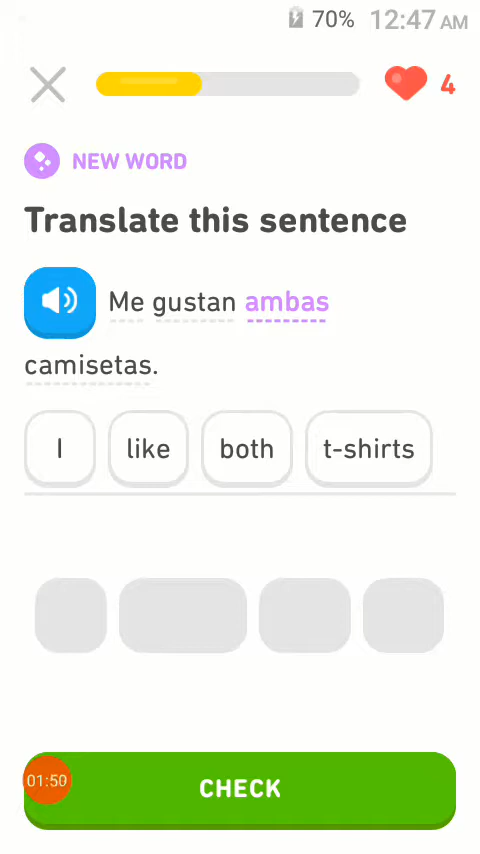 70% 12:47 AM
4
NEW WORD
Translate this sentence
Me gustan ambas
camisetas.
I like both t-shirts
01:50 CHECK